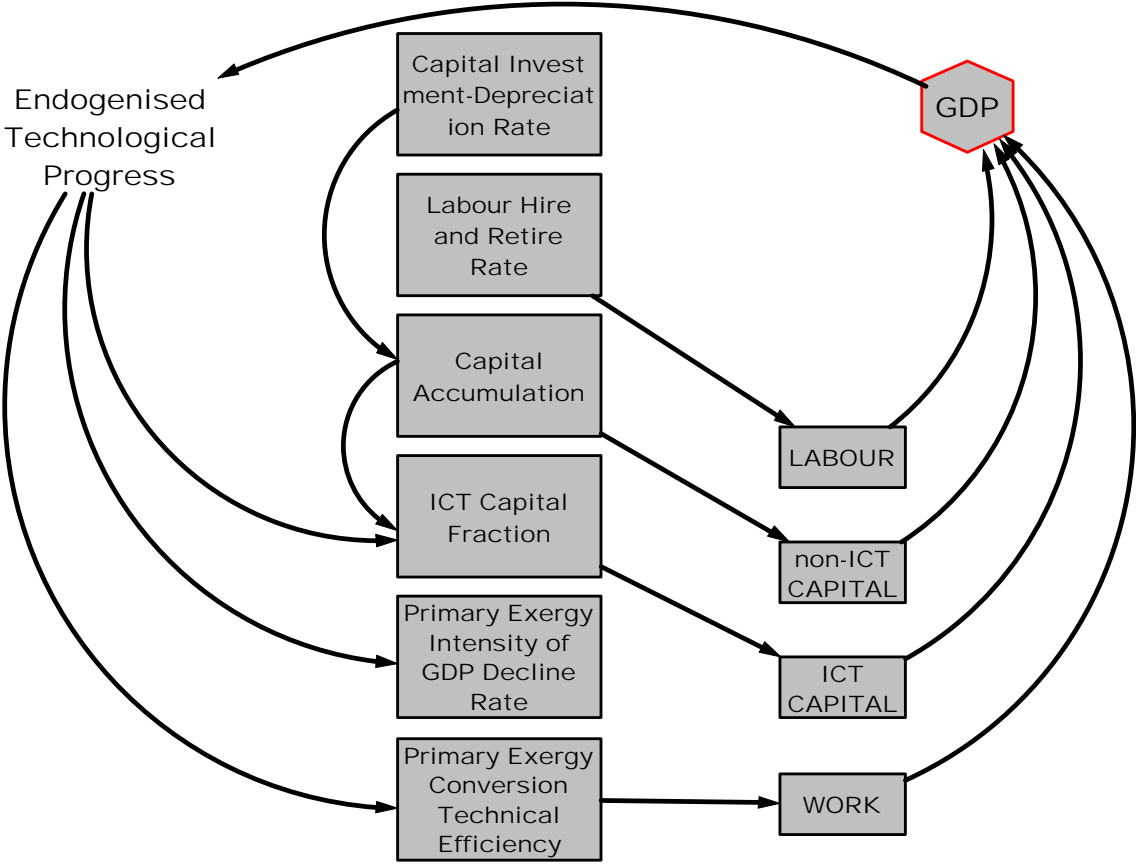 Endogenised
Technological
Progress
Capital Invest
ment-Depreciat
ion Rate
Labour Hire
and Retire
Rate
Capital
Accumulation
ICT Capital
Fraction
Primary Exergy
Intensity of
GDP Decline
Rate
Primary Exergy
Conversion
Technical
Efficiency
GDP
LABOUR
non-ICT
CAPITAL
ICT
CAPITAL
WORK